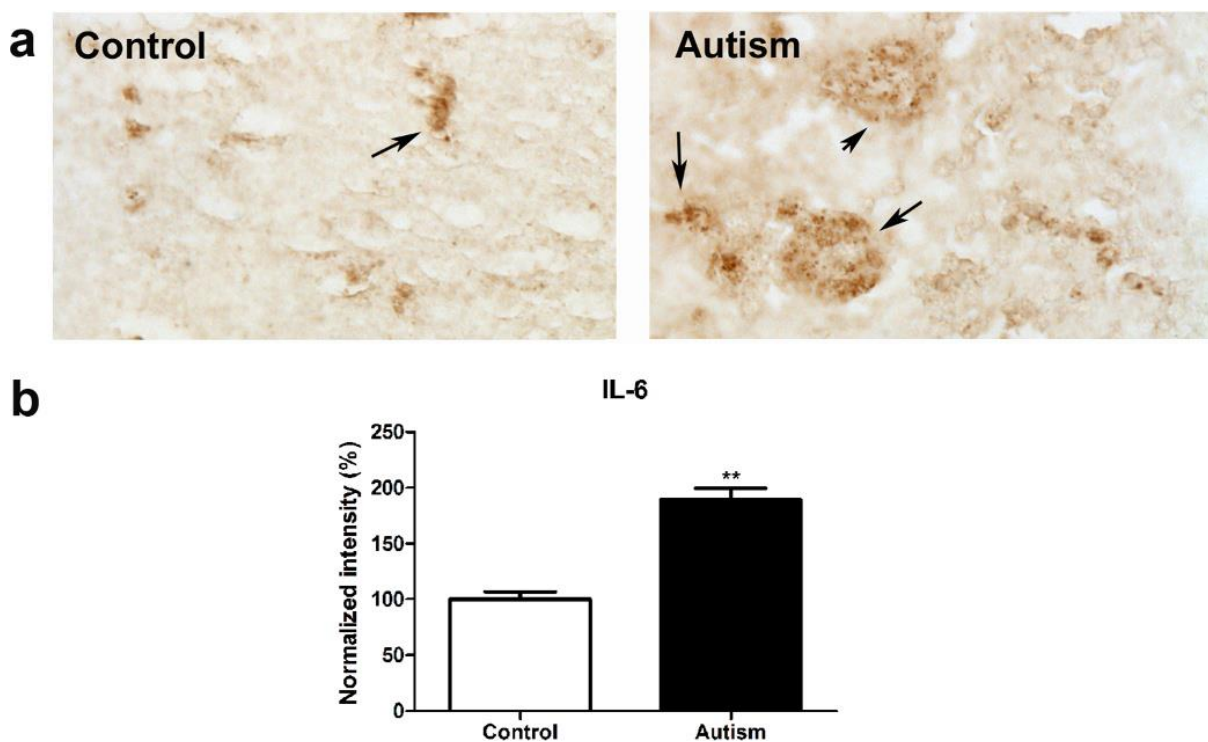 a
Control
Autism
b
IL-6
Normalized intensity (%)
250
200
150
100
50
0
**
Control
Autism